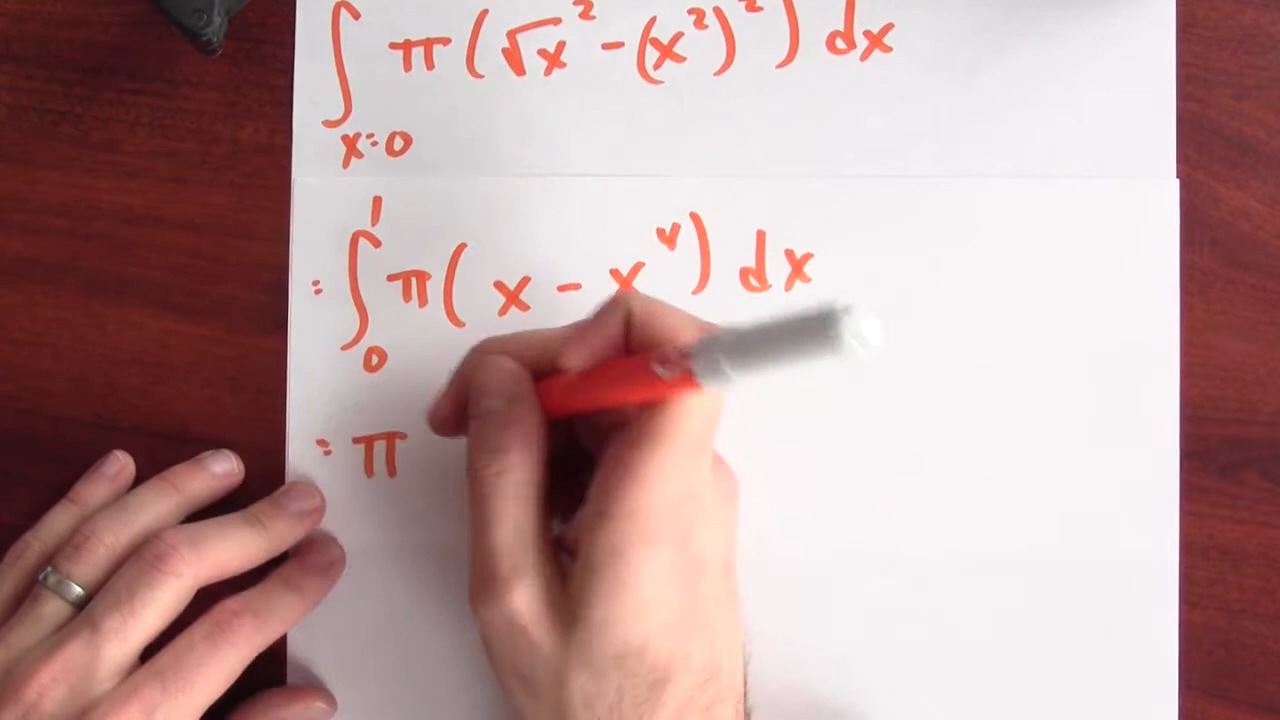 ∫ π(√x² - (x²)²) dx
x=0
= ∫₀¹ π(x - x⁴) dx
= π